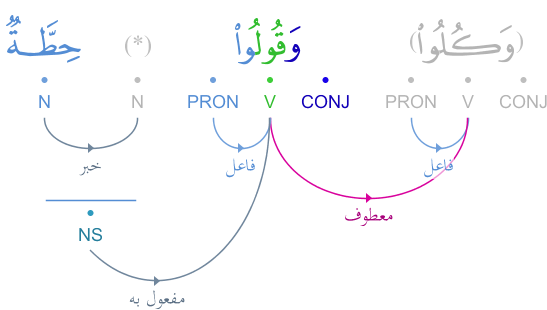 (وَكُلُوا۟) وَقُولُوا۟ (*) حِطَّةٌ
CONJ V PRON CONJ V PRON N N
فاعل فاعل خبر
معطوف
NS
مفعول به